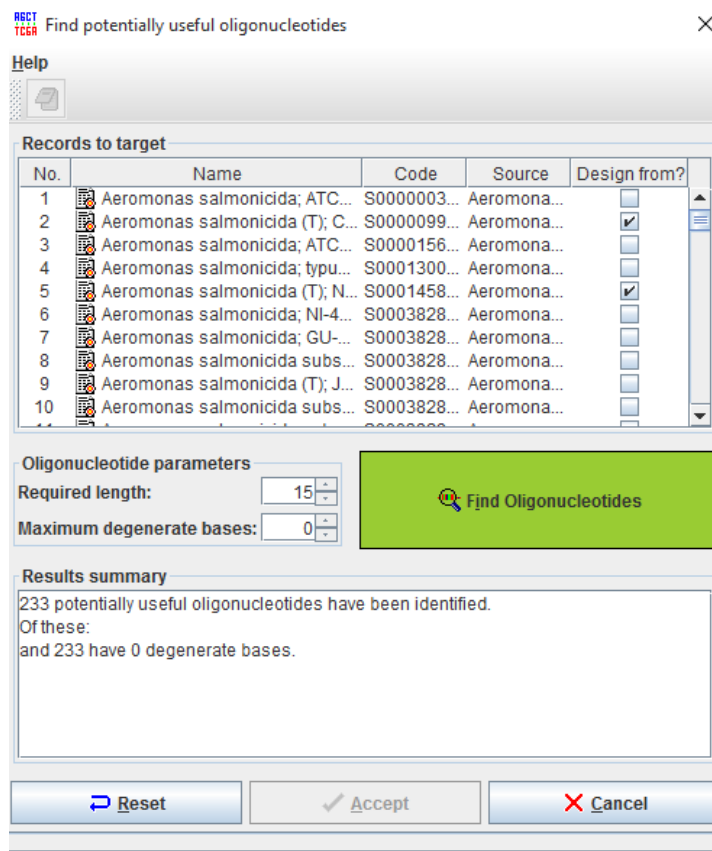 AGCT
TCGA
Find potentially useful oligonucleotides
Help
Records to target
No. Name Code Source Design from?
1 Aeromonas salmonicida; ATC... S0000003... Aeromona...
2 Aeromonas salmonicida (T); C... S0000099... Aeromona...
3 Aeromonas salmonicida; ATC... S0000156... Aeromona...
4 Aeromonas salmonicida; typu... S0001300... Aeromona...
5 Aeromonas salmonicida (T); N... S0001458... Aeromona...
6 Aeromonas salmonicida; NI-4... S0003828... Aeromona...
7 Aeromonas salmonicida; GU-... S0003828... Aeromona...
8 Aeromonas salmonicida subs... S0003828... Aeromona...
9 Aeromonas salmonicida (T); J... S0003828... Aeromona...
10 Aeromonas salmonicida subs... S0003828... Aeromona...
Oligonucleotide parameters
Required length: 15
Find Oligonucleotides
Maximum degenerate bases: 0
Results summary
233 potentially useful oligonucleotides have been identified.
Of these:
and 233 have 0 degenerate bases.
Reset Accept Cancel